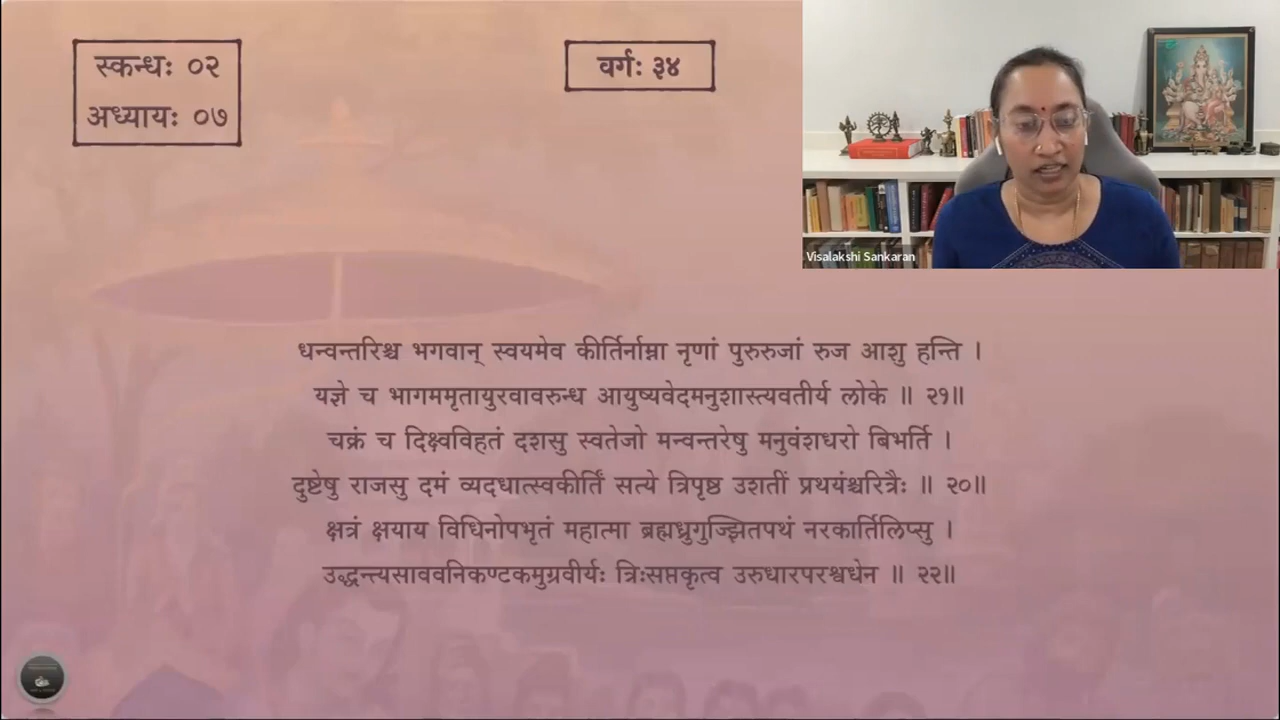 स्कन्धः ०२
अध्यायः ०७
वर्गः ३४
Visalakshi Sankaran
धन्वन्तरिश्च भगवान् स्वयमेव कीर्तिर्नाम्ना नृणां पुरुरुजां रुज आशु हन्ति ।
यज्ञे च भागममृतायुरवावरुन्ध आयुष्यवेदमनुशास्त्यवतीर्य लोके ॥ २१॥
चक्रं च दिक्ष्वविहतं दशसु स्वतेजो मन्वन्तरेषु मनुवंशधरो बिभर्ति ।
दुष्टेषु राजसु दमं व्यदधात्स्वकीर्तिं सत्ये त्रिपृष्ठ उशतीं प्रथयंश्चरित्रैः ॥ २०॥
क्षत्रं क्षयाय विधिनोपभृतं महात्मा ब्रह्मध्रुगुज्झितपथं नरकार्तिलिप्सु ।
उद्धन्त्यसाववनिकण्टकमुग्रवीर्यः त्रिःसप्तकृत्व उरुधारपरश्वधेन ॥ २२॥